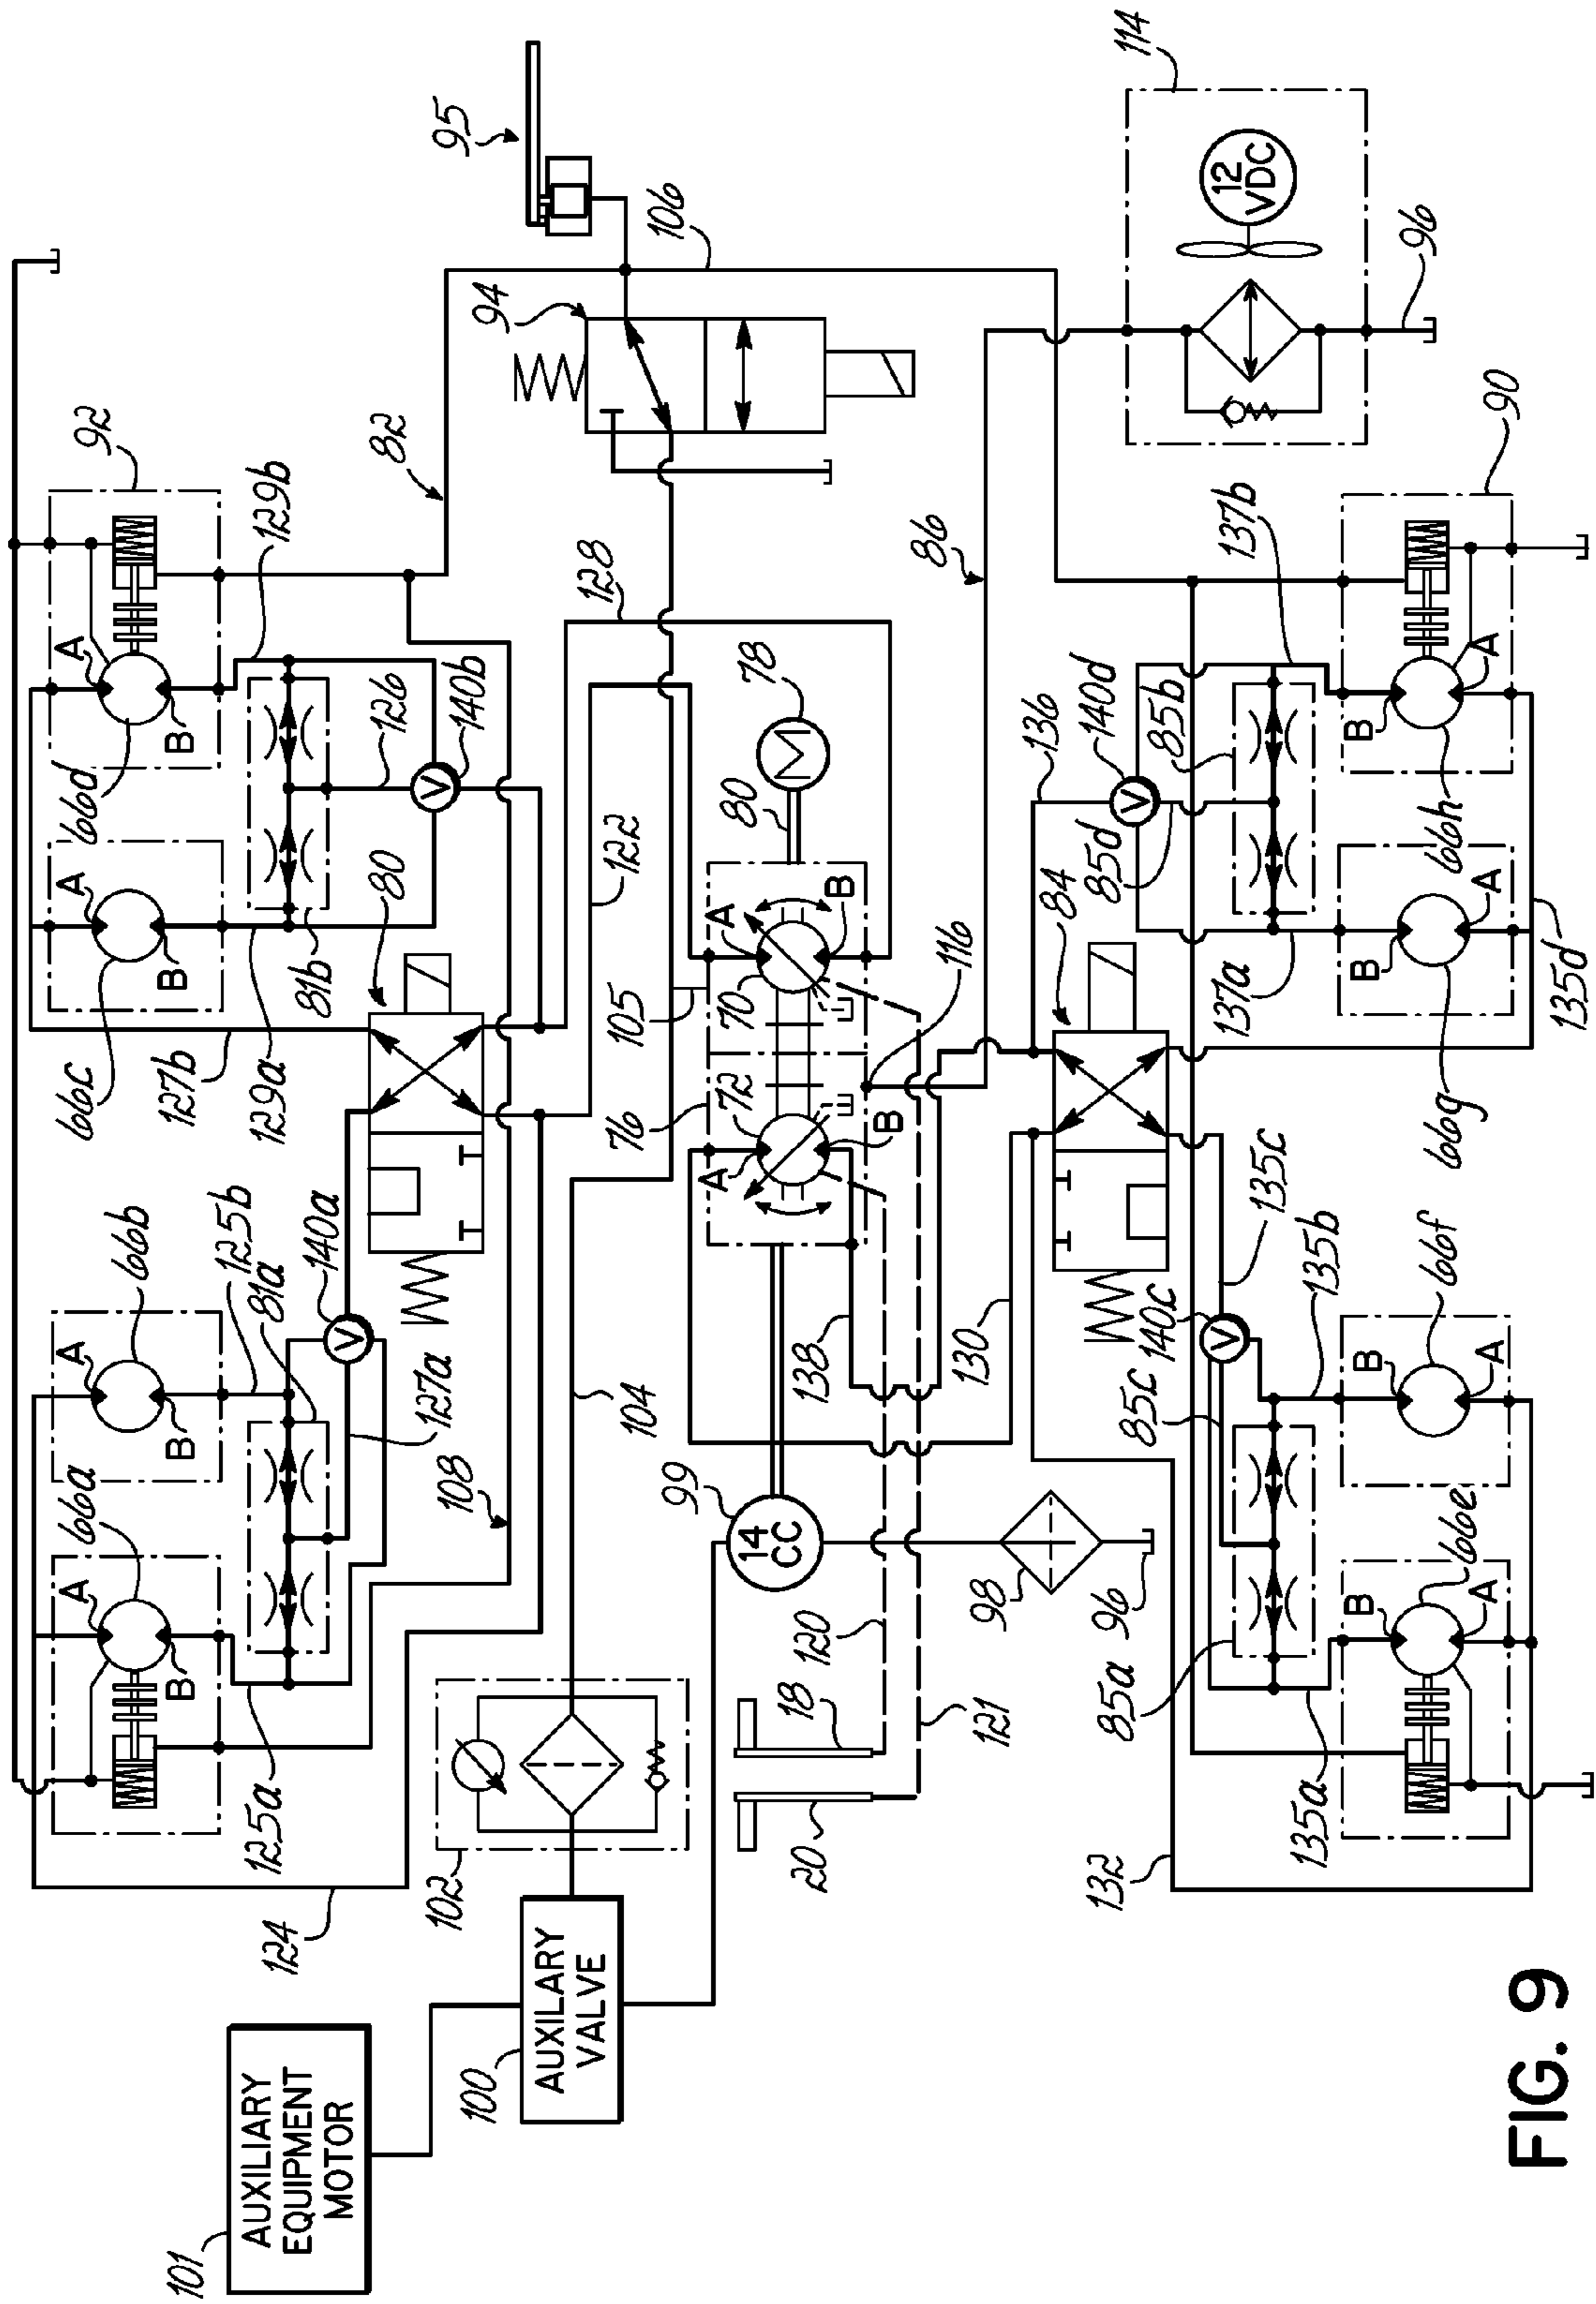 66c
A
66a
A
66b
A
66d
A
92
B
B
B
B
101
127b
125a
125b
129a
129b
124
81a
81b
140a
126
82
AUXILIARY
EQUIPMENT
MOTOR
127a
80
102
108
140b
95
100
94
AUXILARY
VALVE
122
128
104
105
106
76
99
72
70
A
A
78
80
14
CC
18
20
138
B
B
120
121
116
86
98
130
84
96
132
85a
85c
140c
85d
136
140d
85b
114
135c
137a
137b
12
VDC
135a
135b
B
B
B
B
66e
66f
66g
66h
96
A
A
A
A
90
135d
FIG. 9